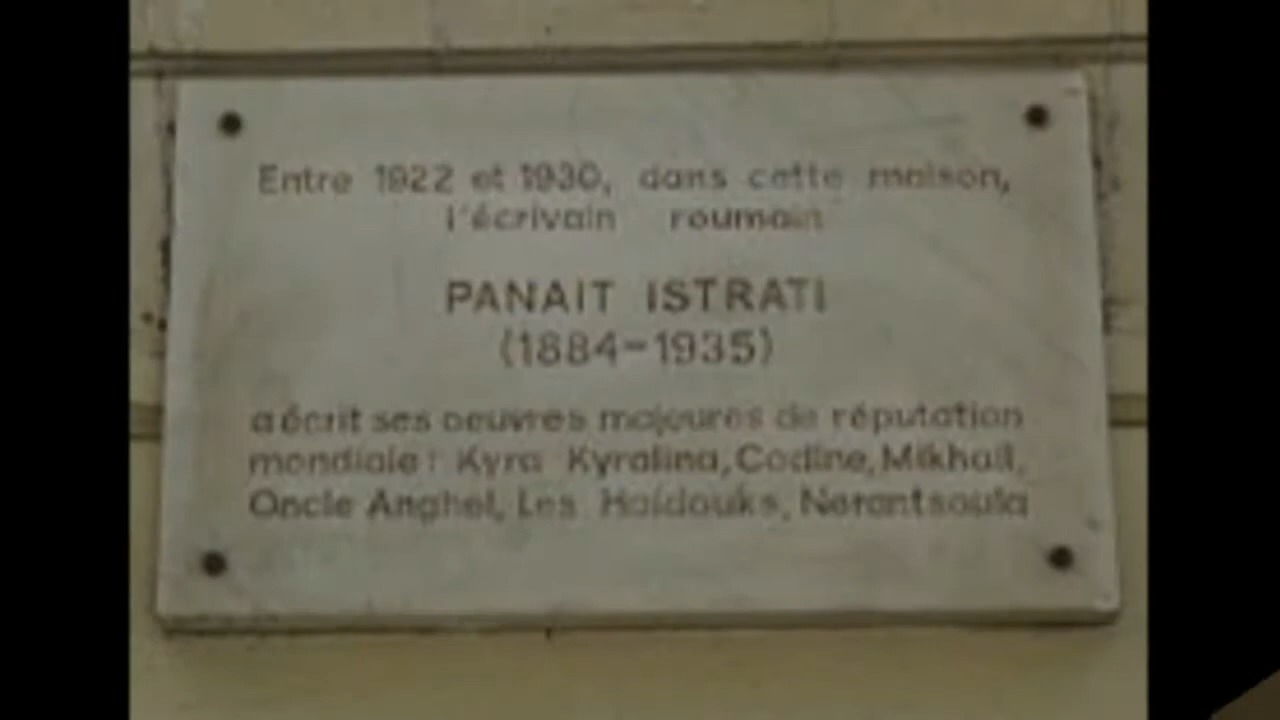 Entre 1922 et 1930, dans cette maison,
l'écrivain roumain
PANAIT ISTRATI
(1884-1935)
a écrit ses oeuvres majeures de réputation
mondiale: Kyra Kyralina, Codine, Mikhaïl,
Oncle Anghel, Les Haïdouks, Nerantsoula